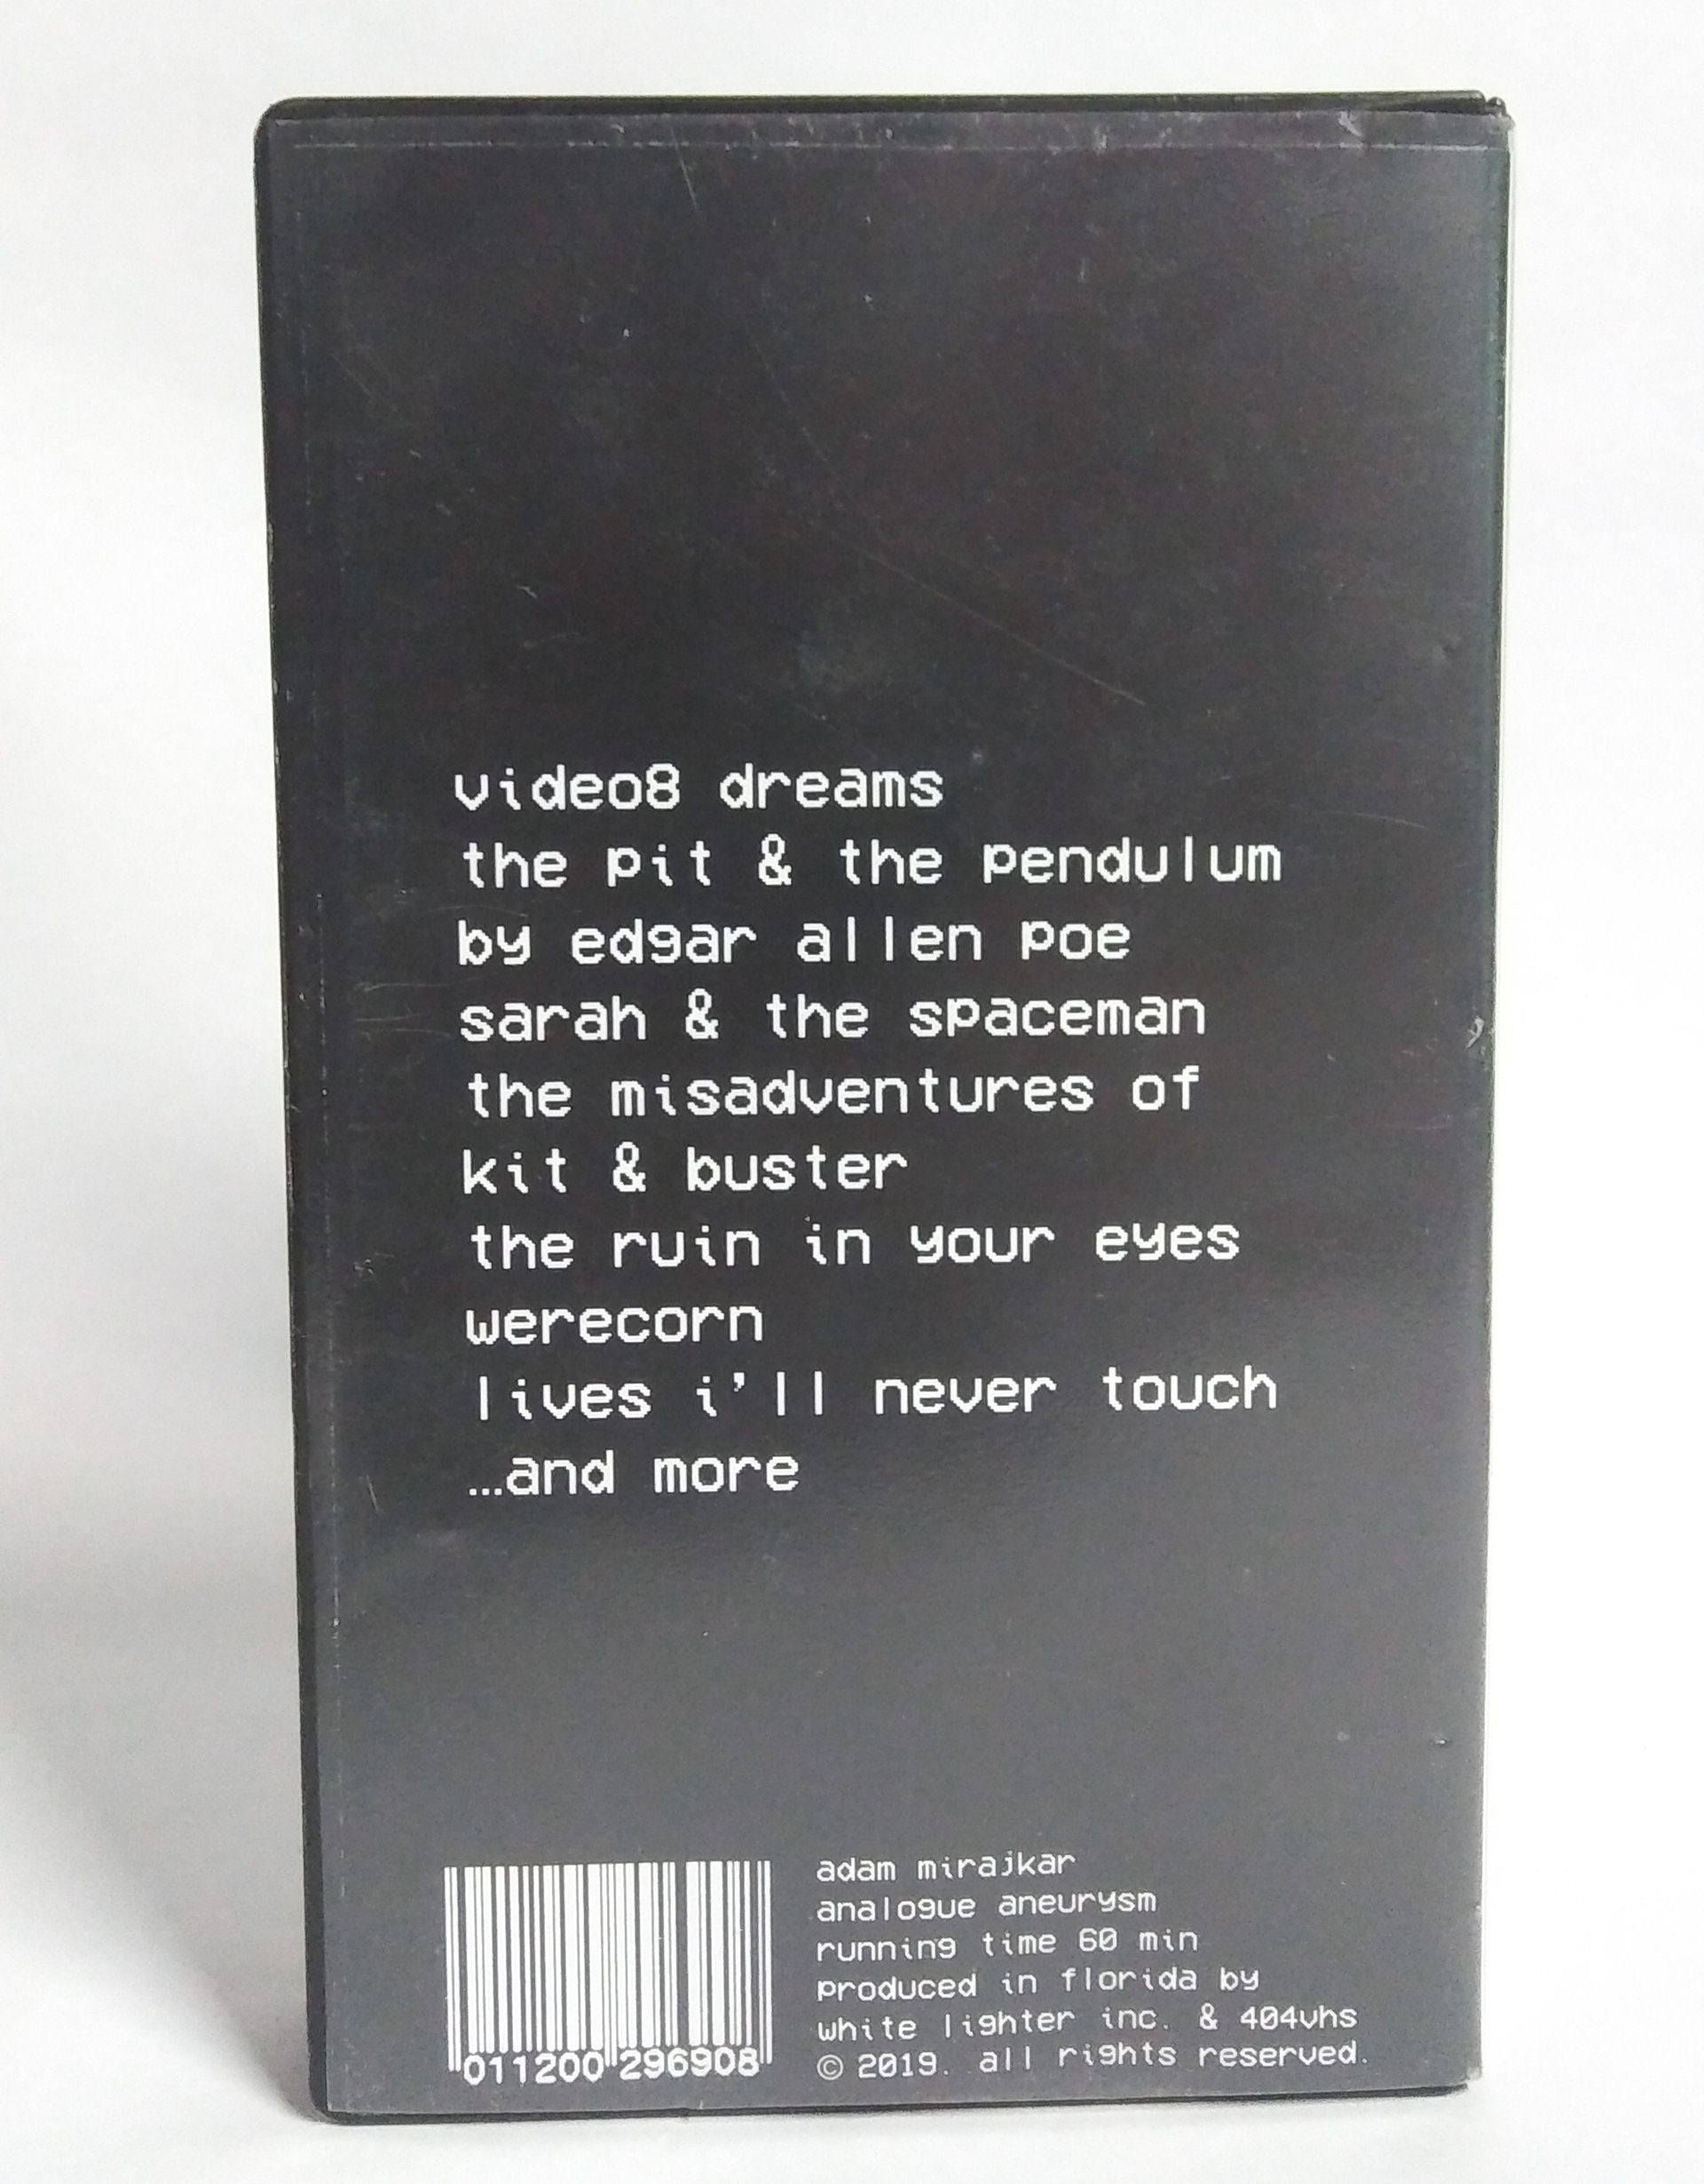 video8 dreams
the pit & the pendulum
by edgar allen poe
sarah & the spaceman
the misadventures of
kit & buster
the ruin in your eyes
werecorn
lives i'll never touch
...and more
adam mirajkar
analogue aneurysm
running time 60 min
produced in florida by
white lighter inc. & 404vhs
© 2019. all rights reserved.
011200 296908